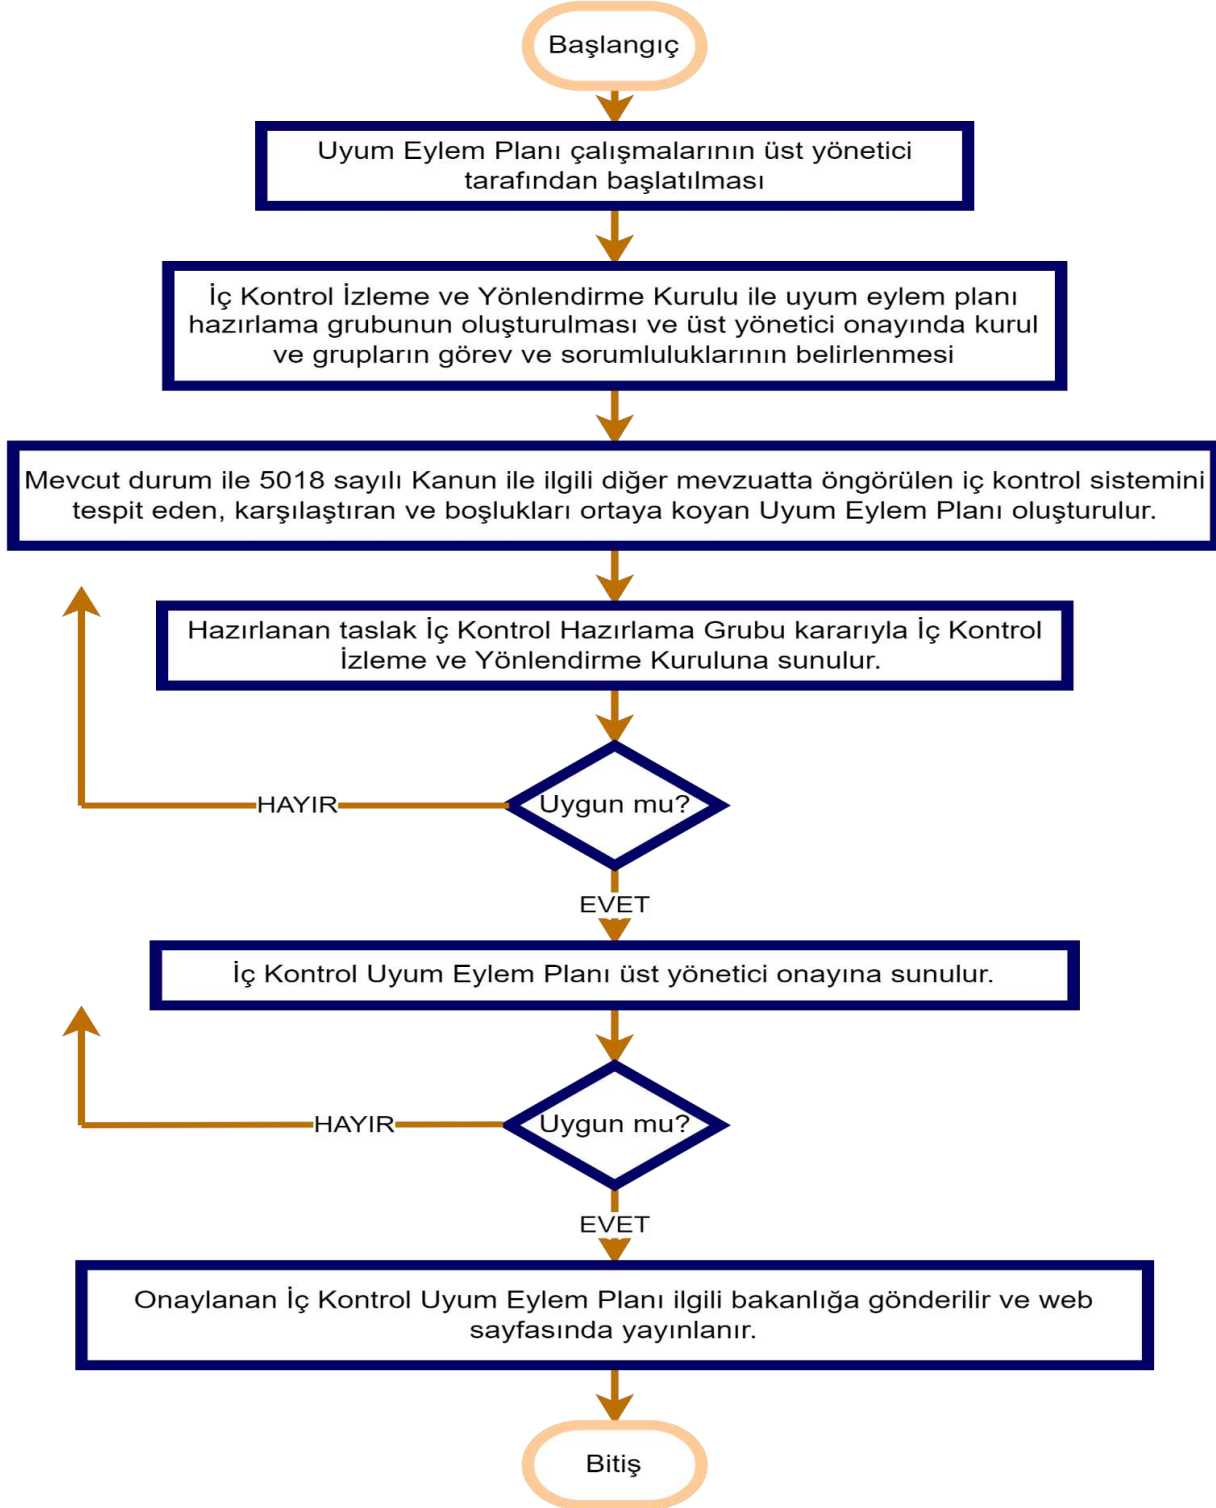 Başlangıç
Uyum Eylem Planı çalışmalarının üst yönetici
tarafından başlatılması
İç Kontrol İzleme ve Yönlendirme Kurulu ile uyum eylem planı
hazırlama grubunun oluşturulması ve üst yönetici onayında kurul
ve grupların görev ve sorumluluklarının belirlenmesi
Mevcut durum ile 5018 sayılı Kanun ile ilgili diğer mevzuatta öngörülen iç kontrol sistemini
tespit eden, karşılaştıran ve boşlukları ortaya koyan Uyum Eylem Planı oluşturulur.
Hazırlanan taslak İç Kontrol Hazırlama Grubu kararıyla İç Kontrol
İzleme ve Yönlendirme Kuruluna sunulur.
Uygun mu?
HAYIR
EVET
İç Kontrol Uyum Eylem Planı üst yönetici onayına sunulur.
Uygun mu?
HAYIR
EVET
Onaylanan İç Kontrol Uyum Eylem Planı ilgili bakanlığa gönderilir ve web
sayfasında yayınlanır.
Bitiş